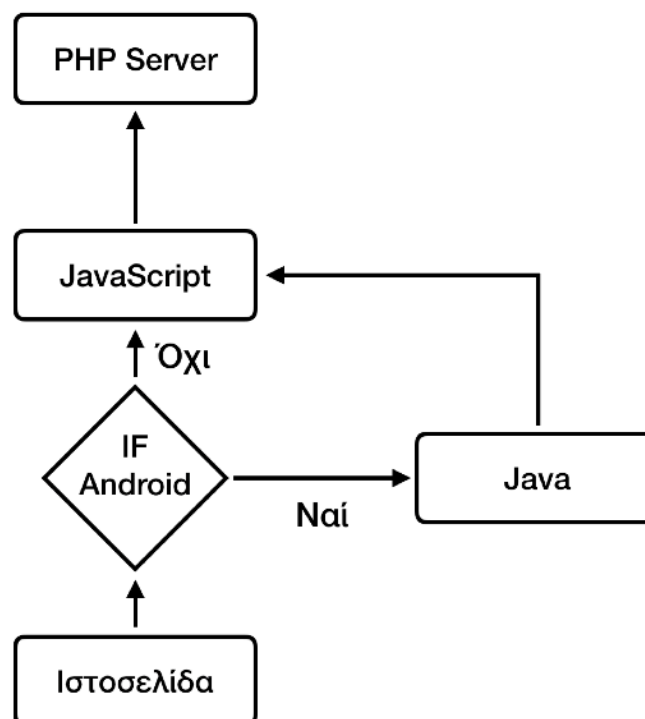 PHP Server
JavaScript
Όχι
IF
Android
Ναί
Java
Ιστοσελίδα